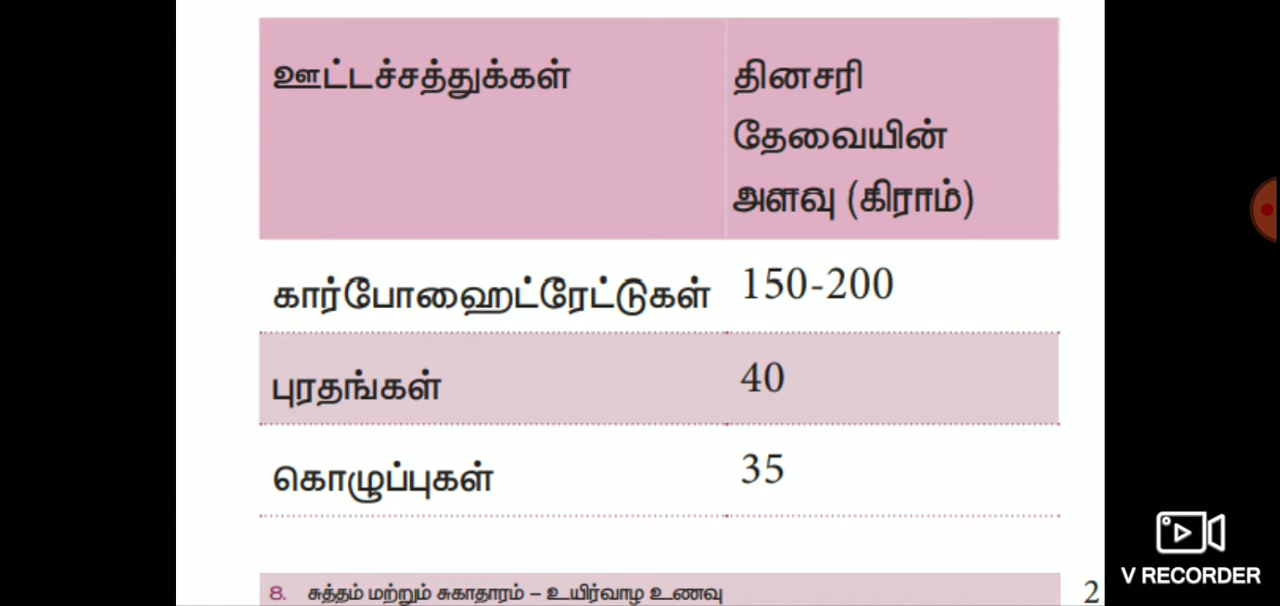 ஊட்டச்சத்துக்கள்
தினசரி
தேவையின்
அளவு (கிராம்)
கார்போஹைட்ரேட்டுகள் 150-200
புரதங்கள் 40
கொழுப்புகள் 35
8. சுத்தம் மற்றும் சுகாதாரம் – உயிர்வாழ உணவு
2
V RECORDER